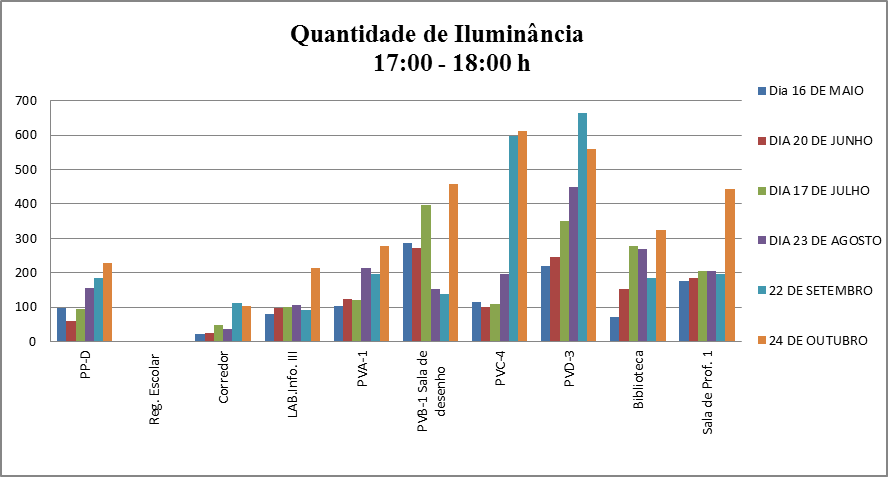 Quantidade de Iluminância
17:00 - 18:00 h
700
600
500
400
300
200
100
0
PP-D
Reg. Escolar
Corredor
LAB.Info. III
PVA-1
PVB-1 Sala de
desenho
PVC-4
PVD-3
Biblioteca
Sala de Prof. 1
Dia 16 DE MAIO
DIA 20 DE JUNHO
DIA 17 DE JULHO
DIA 23 DE AGOSTO
22 DE SETEMBRO
24 DE OUTUBRO